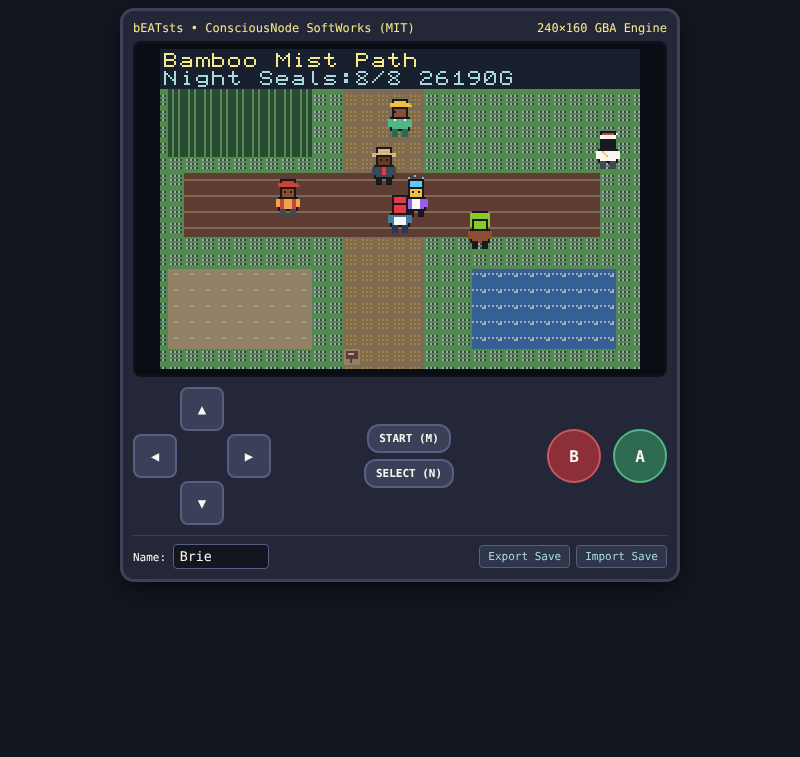 bEATsts • ConsciousNode SoftWorks (MIT)
240×160 GBA Engine
Bamboo Mist Path
Night Seals:8/8 26190G
▲
◀
▶
▼
START (M)
SELECT (N)
B
A
Name:
Brie
Export Save
Import Save